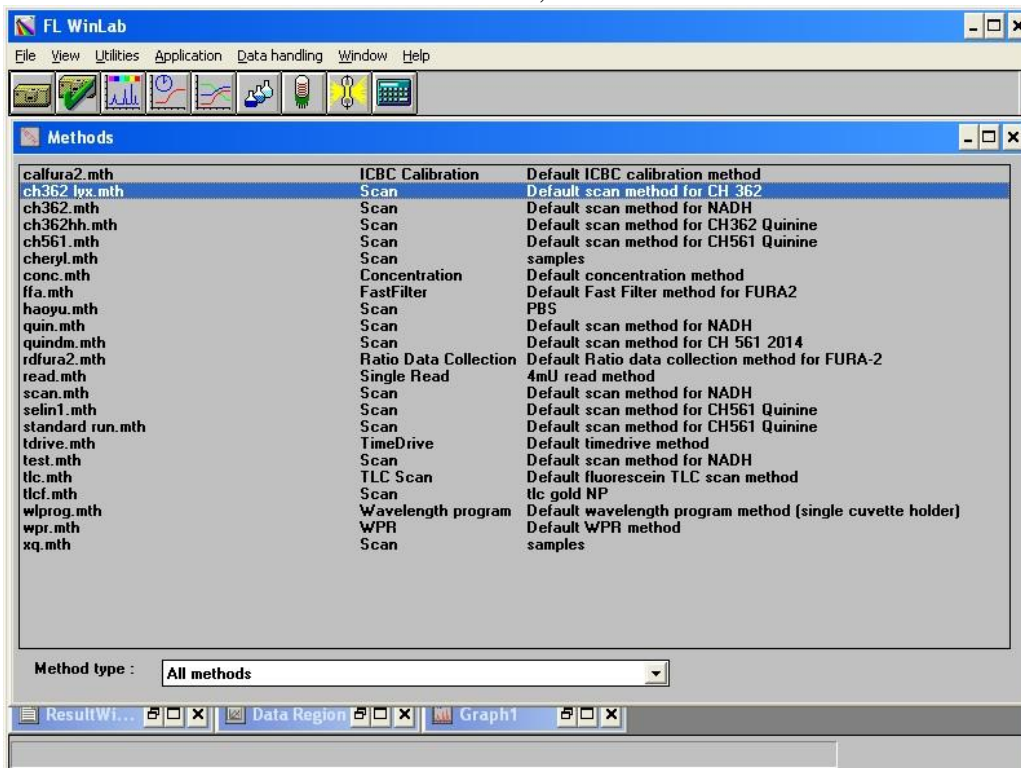 FL WinLab
File View Utilities Application Data handling Window Help
Methods
calfura2.mth ICBC Calibration Default ICBC calibration method
ch362 lyx.mth Scan Default scan method for CH 362
ch362.mth Scan Default scan method for NADH
ch362hh.mth Scan Default scan method for CH362 Quinine
ch561.mth Scan Default scan method for CH561 Quinine
cheryl.mth Scan samples
conc.mth Concentration Default concentration method
ffa.mth FastFilter Default Fast Filter method for FURA2
haoyu.mth Scan PBS
quin.mth Scan Default scan method for NADH
quindm.mth Scan Default scan method for CH 561 2014
rdfura2.mth Ratio Data Collection Default Ratio data collection method for FURA-2
read.mth Single Read 4mU read method
scan.mth Scan Default scan method for NADH
selin1.mth Scan Default scan method for CH561 Quinine
standard run.mth Scan Default scan method for CH561 Quinine
tdrive.mth TimeDrive Default timedrive method
test.mth Scan Default scan method for NADH
tlc.mth TLC Scan Default fluorescein TLC scan method
tlcf.mth Scan tlc gold NP
wlprog.mth Wavelength program Default wavelength program method (single cuvette holder)
wpr.mth WPR Default WPR method
xq.mth Scan samples
Method type : All methods
ResultWi... Data Region Graph1